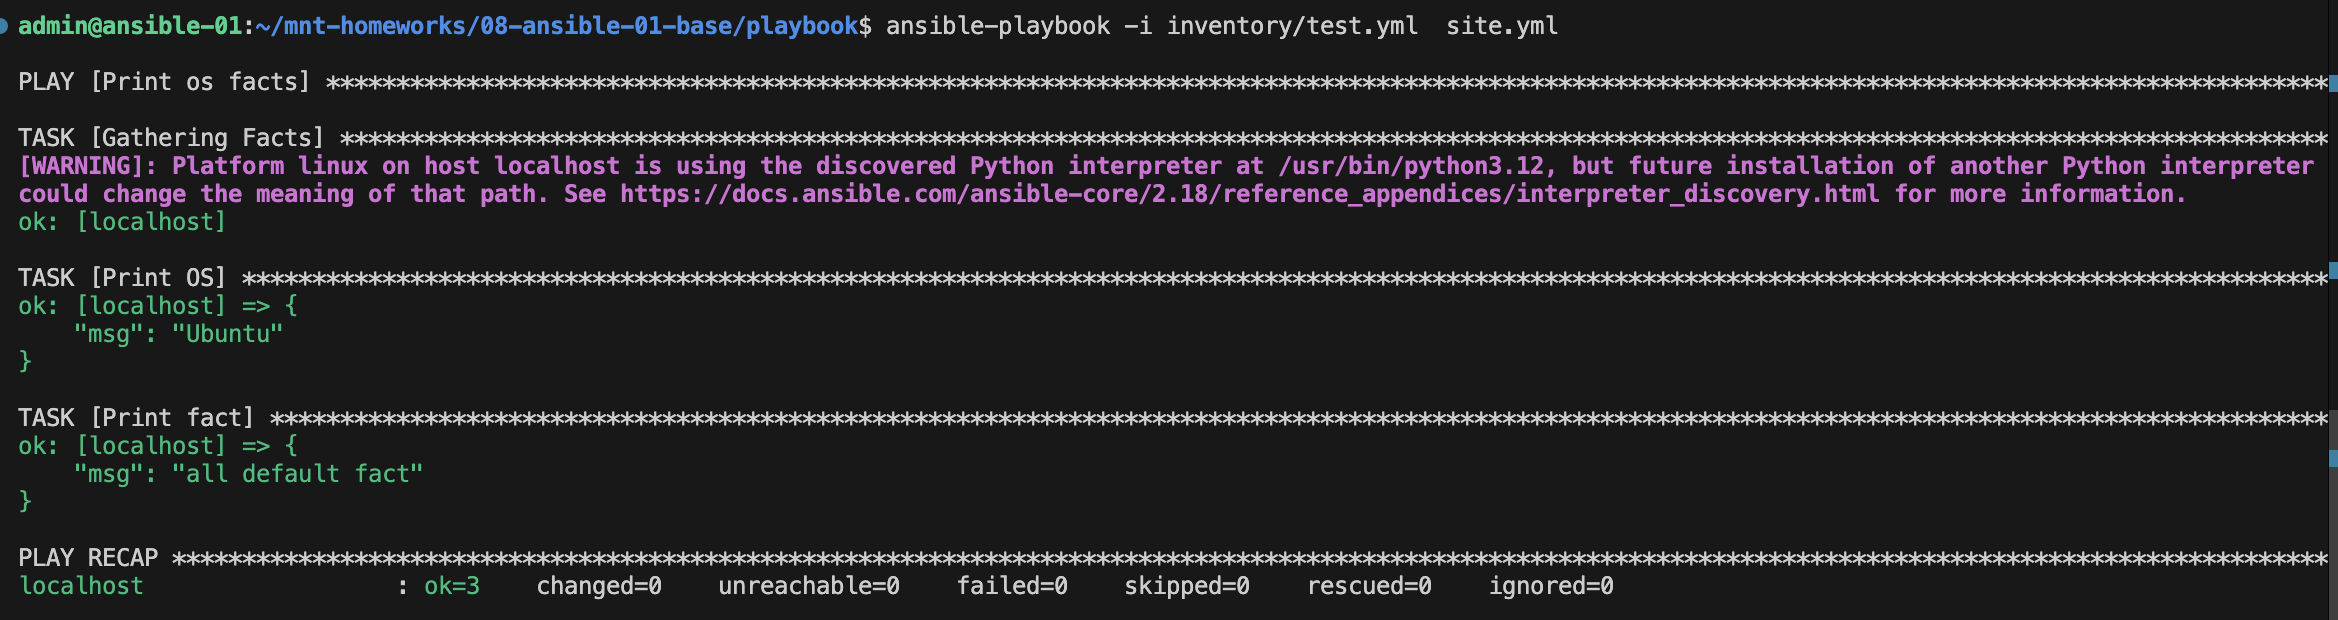 admin@ansible-01:~/mnt-homeworks/08-ansible-01-base/playbook$ ansible-playbook -i inventory/test.yml  site.yml
PLAY [Print os facts] ***********************************************************************************************************************************************
TASK [Gathering Facts] **********************************************************************************************************************************************
[WARNING]: Platform linux on host localhost is using the discovered Python interpreter at /usr/bin/python3.12, but future installation of another Python interpreter
could change the meaning of that path. See https://docs.ansible.com/ansible-core/2.18/reference_appendices/interpreter_discovery.html for more information.
ok: [localhost]
TASK [Print OS] *****************************************************************************************************************************************************
ok: [localhost] => {
    "msg": "Ubuntu"
}
TASK [Print fact] ***************************************************************************************************************************************************
ok: [localhost] => {
    "msg": "all default fact"
}
PLAY RECAP **********************************************************************************************************************************************************
localhost                  : ok=3    changed=0    unreachable=0    failed=0    skipped=0    rescued=0    ignored=0